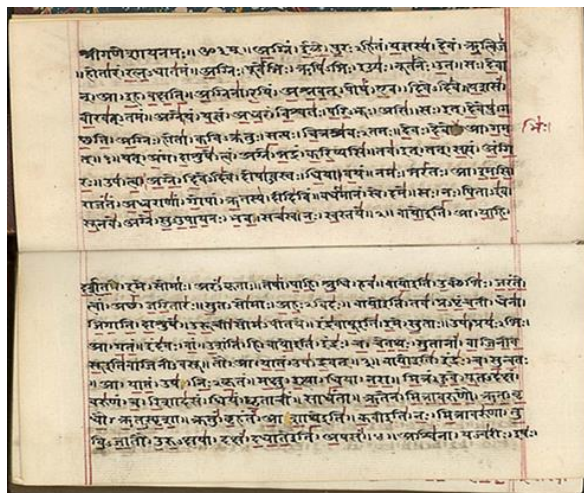 श्रीगणेशायनमः॥ॐ३म्॥अग्निं।ईळे।पुरःऽहितं।यज्ञस्य।देवं।ऋत्विजं
॥होतारं।रत्नऽधातमं॥अग्निः।पूर्वेभिः।ऋषिऽभिः।ईड्यः।नूतनैः।उत॥सः।देवा
न्।आ।इह।वक्षति॥अग्निना।रयिं।अश्नवत्।पोषं।एव।दिवेऽदिवे॥यशसं
वीरवत्ऽतमं॥अग्ने।यं।यज्ञं।अध्वरं।विश्वतः।परिऽभूः।असि॥सः।इत्।देवेषु।ग
च्छति॥अग्निः।होता।कविऽक्रतुः।सत्यः।चित्रश्रवःऽतमः॥देवः।देवे।आ।गम
भिः।
त्॥१॥यत्।अंग।दाशुषे।त्वं।अग्ने।भद्रं।करिष्यसि॥तव।इत्।तत्।सत्यं।अंगि
रः॥उप।त्वा।अग्ने।दिवेऽदिवे।दोषाऽवस्तः।धिया।वयं॥नमः।भरंतः।आ।इमसि
राजंतं।अध्वराणां।गोपां।ऋतस्य।दीदिविं॥वर्धमानं।स्वे।दमे॥सः।नः।पिताऽइव
सूनवे।अग्ने।सुऽउपायनः।भव॥सचस्व।नः।स्वस्तये॥२॥वायोइति।आ।याहि।
दर्शत।इमे।सोमाः।अरंऽकृताः॥तेषां।पाहि।श्रुधि।हवं॥वायोइति।उक्थेभिः।जरंते
त्वां।अच्छ।जरितारः॥सुतऽसोमाः।अहःऽविदः॥वायोइति।तव।प्रऽपृंचती।धेना
जिगाति।दाशुषे॥उरूची।सोमऽपीतये॥इंद्रवायूइति।इमे।सुताः।उप।प्रयःऽभिः।
आ।गतं॥इंदवः।वां।उशंति।हि॥वायोइति।इंद्रः।च।चेतथः।सुतानां।वाजिनीव
सूइतिवाजिनीऽवसू॥तौ।आ।यातं।उप।द्रवत्॥३॥वायोइति।इंद्रः।च।सुन्वतः
॥आ।यातं।उप।निःऽकृतं॥मक्षु।इत्था।धिया।नरा॥मित्रं।हुवे।पूतऽदक्षं
वरुणं।च।रिशादसं॥धियं।घृताचीं।साधंता॥ऋतेन।मित्रावरुणौ।ऋतऽवृ
धौ।ऋतऽस्पृशा॥क्रतुं।बृहंतं।आशाथेइति॥कवीइति।नः।मित्रावरुणा।तु
विऽजातौ।उरुऽक्षया॥दक्षं।दधातेइति।अपसं॥४॥अश्विना।यज्वरीः।इषः।